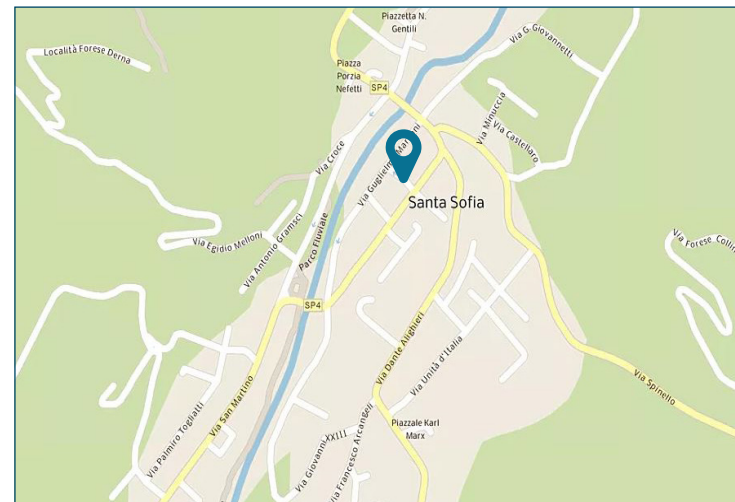 Piazzetta N.
Gentili
Via G. Giovannetti
Località Forese Derna
Piazza
Porzia
Nefetti
SP4
Via Minuccia
Via Castellaro
Via Croce
Via Guglielmo
Santa Sofia
Via Egidio Melloni
Via Antonio Gramsci
Parco Fluviale
Via Forese Collin
SP4
Via Dante Alighieri
Via Unità d'Italia
Via Spinello
Via San Martino
Via Palmiro Togliatti
Piazzale Karl
Marx
Via Giovanni XXIII
Via Francesco Arcangeli